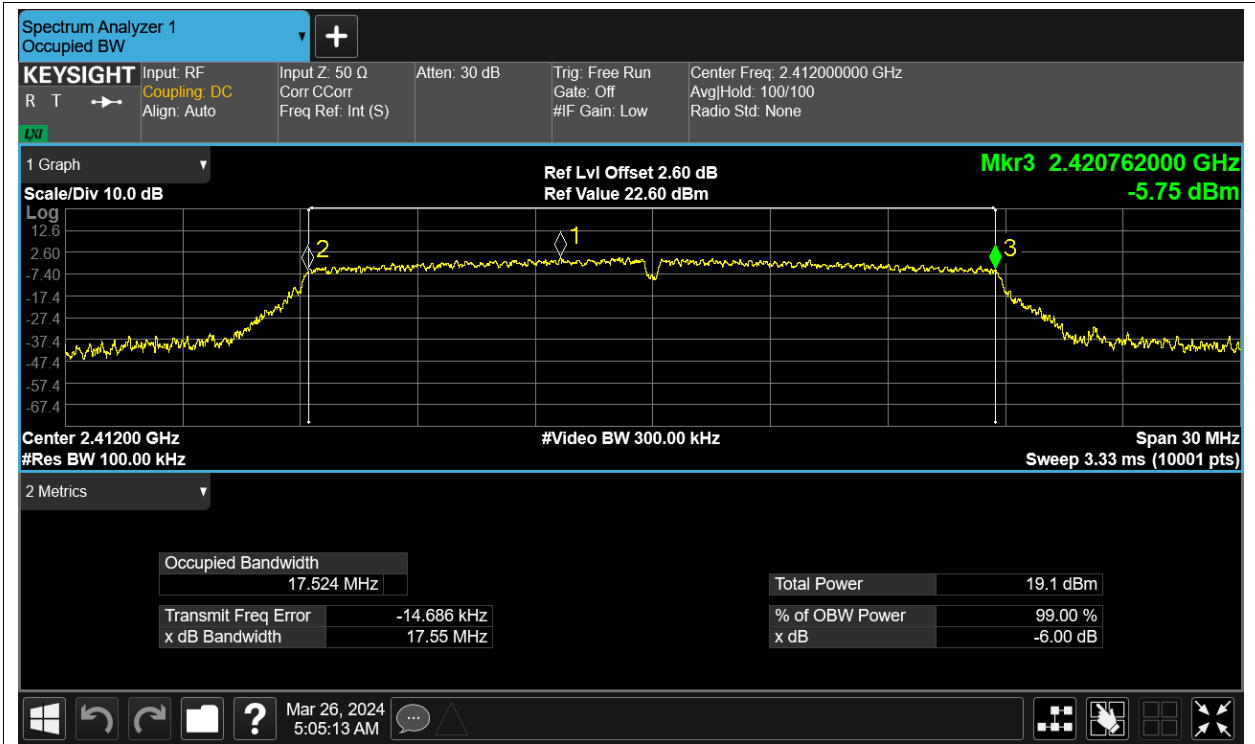 Spectrum Analyzer 1
Occupied BW
KEYSIGHT
R T
LXI
Input: RF
Coupling: DC
Align: Auto
Input Z: 50 Ω
Corr CCorr
Freq Ref: Int (S)
Atten: 30 dB
Trig: Free Run
Gate: Off
#IF Gain: Low
Center Freq: 2.412000000 GHz
Avg|Hold: 100/100
Radio Std: None
1 Graph
Scale/Div 10.0 dB
Ref Lvl Offset 2.60 dB
Ref Value 22.60 dBm
Mkr3 2.420762000 GHz
-5.75 dBm
Log
12.6
2.60
-7.40
-17.4
-27.4
-37.4
-47.4
-57.4
-67.4
2
1
3
Center 2.41200 GHz
#Res BW 100.00 kHz
#Video BW 300.00 kHz
Span 30 MHz
Sweep 3.33 ms (10001 pts)
2 Metrics
Occupied Bandwidth
17.524 MHz
Transmit Freq Error -14.686 kHz
x dB Bandwidth 17.55 MHz
Total Power 19.1 dBm
% of OBW Power 99.00 %
x dB -6.00 dB
?
Mar 26, 2024
5:05:13 AM